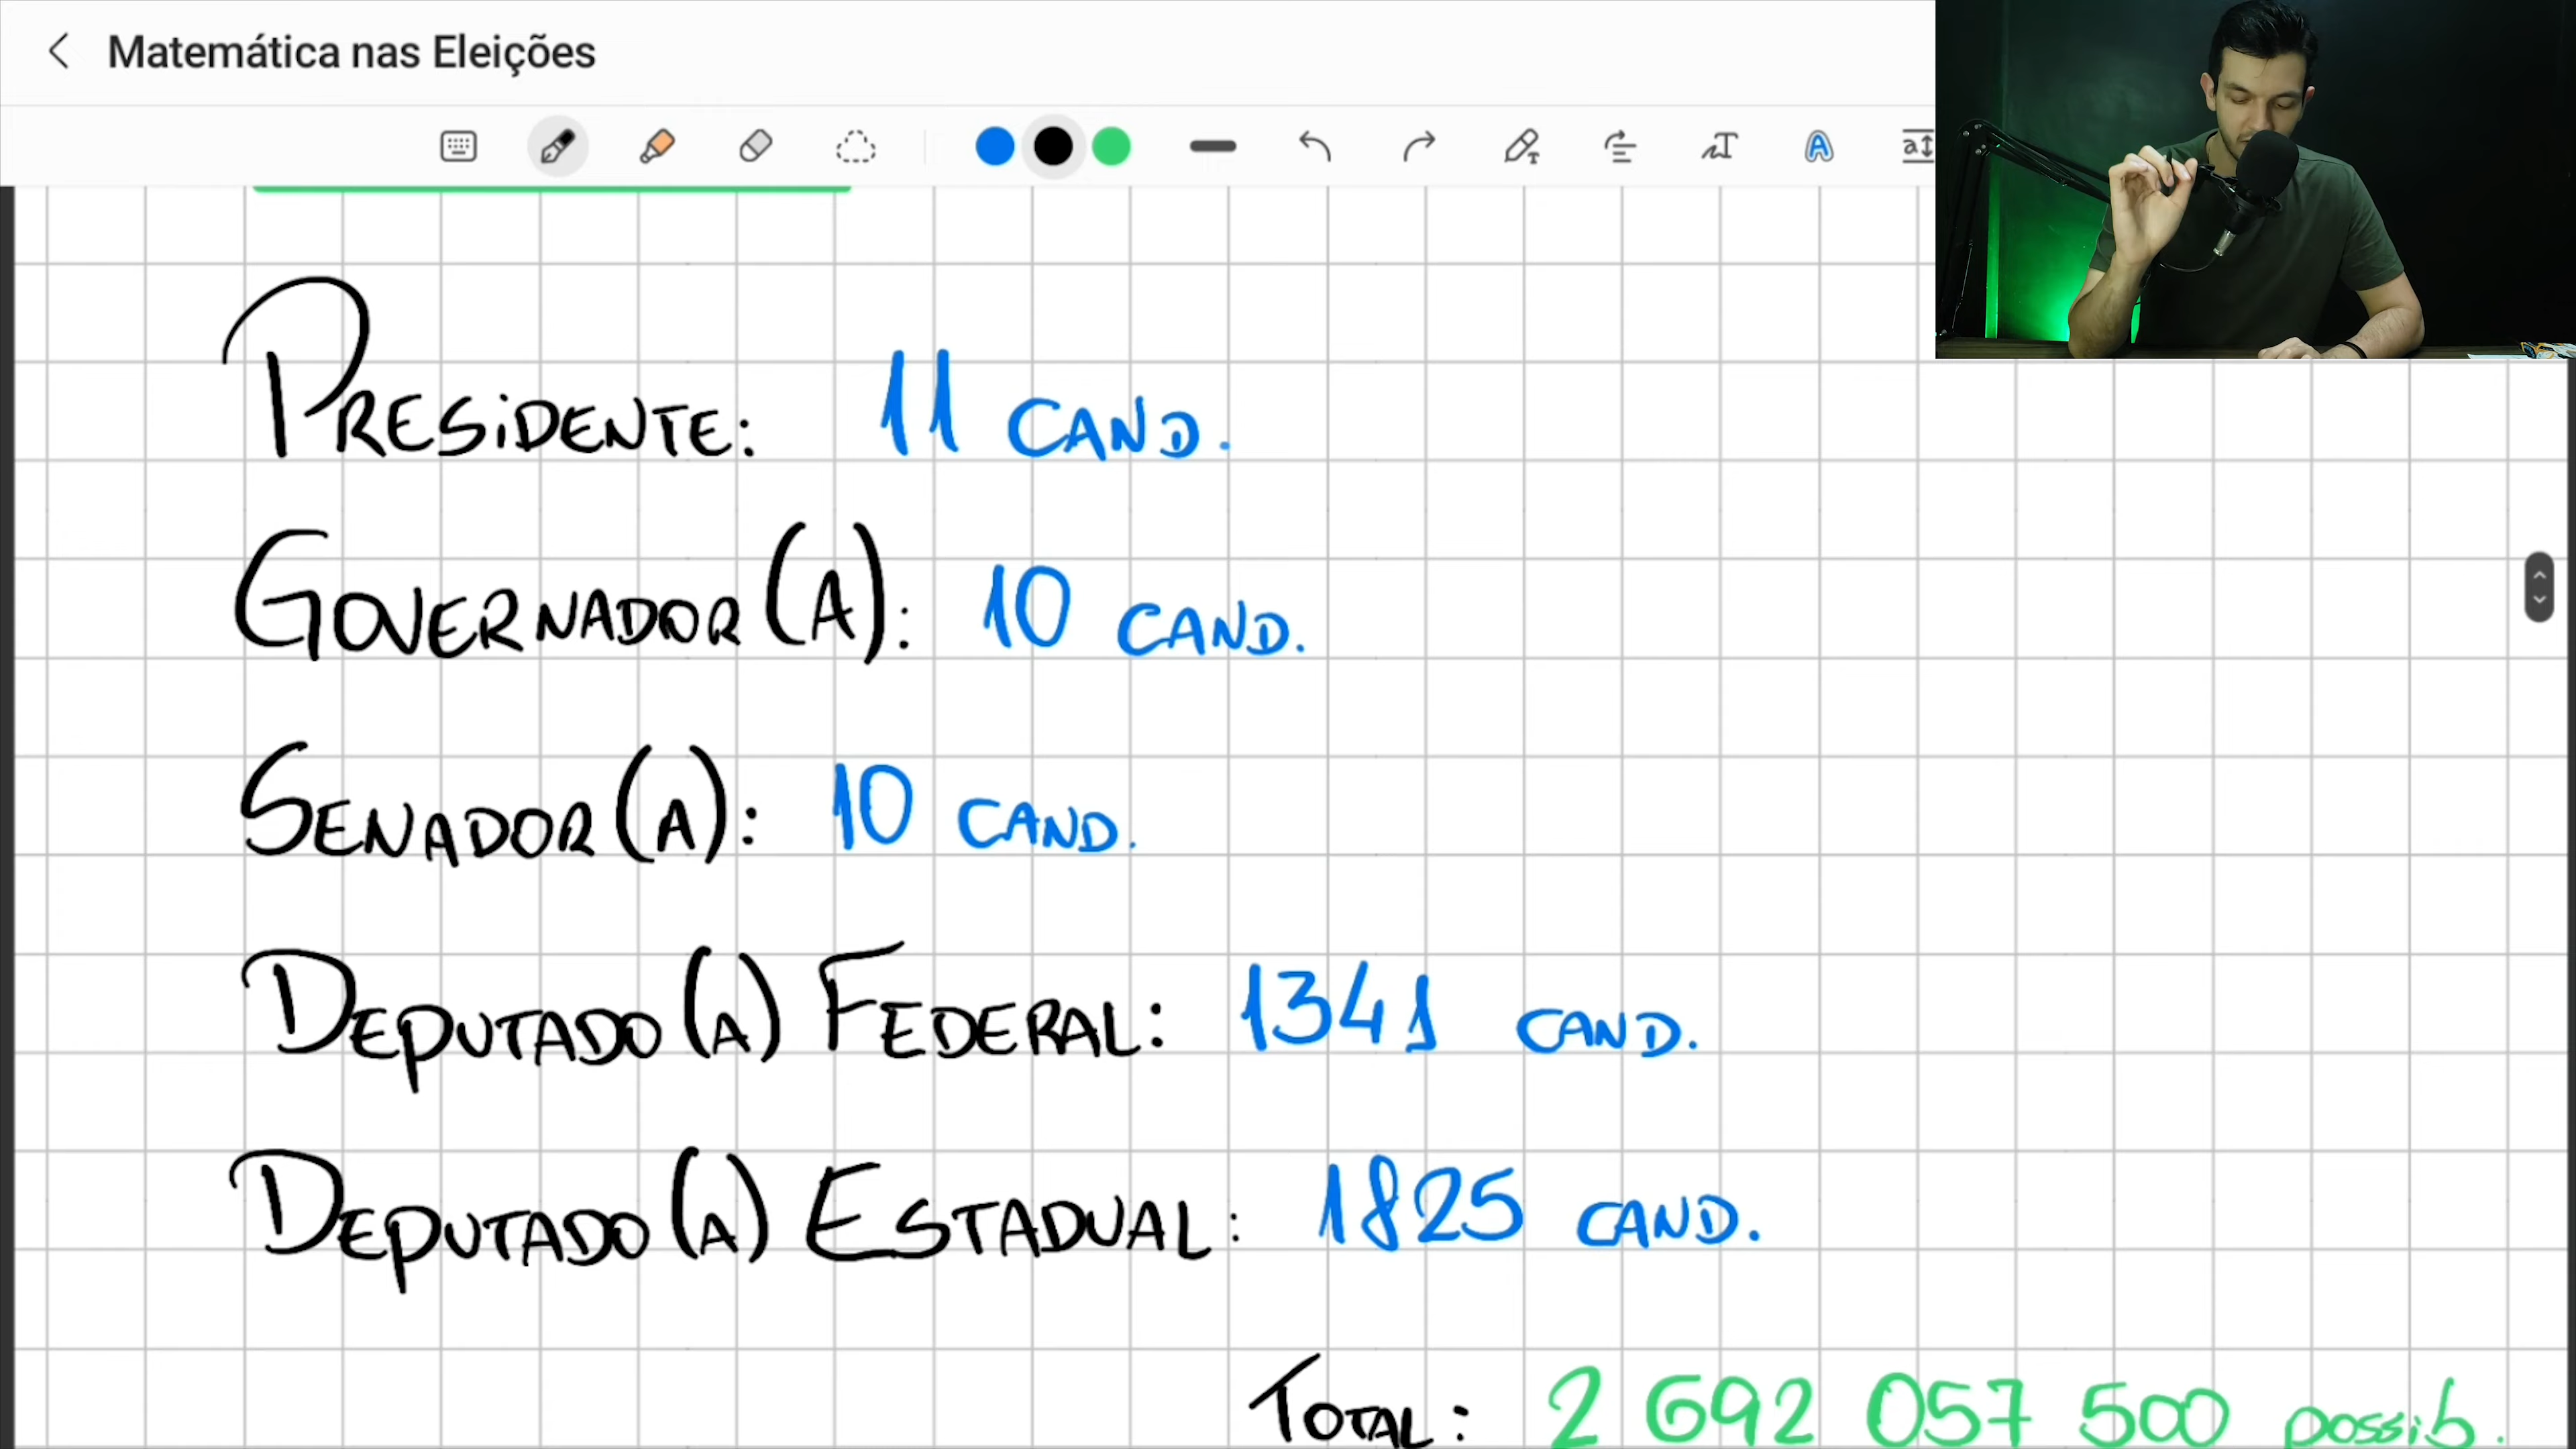 Matemática nas Eleições
PRESiDENTE: 11 CAND.
GOVERNADOR(A): 10 CAND.
SENADOR(A): 10 CAND.
DEPUTADO(A) FEDERAL: 1341 CAND.
DEPUTADO(A) ESTADUAL: 1825 CAND.
TOTAL: 2 692 057 500 possib.